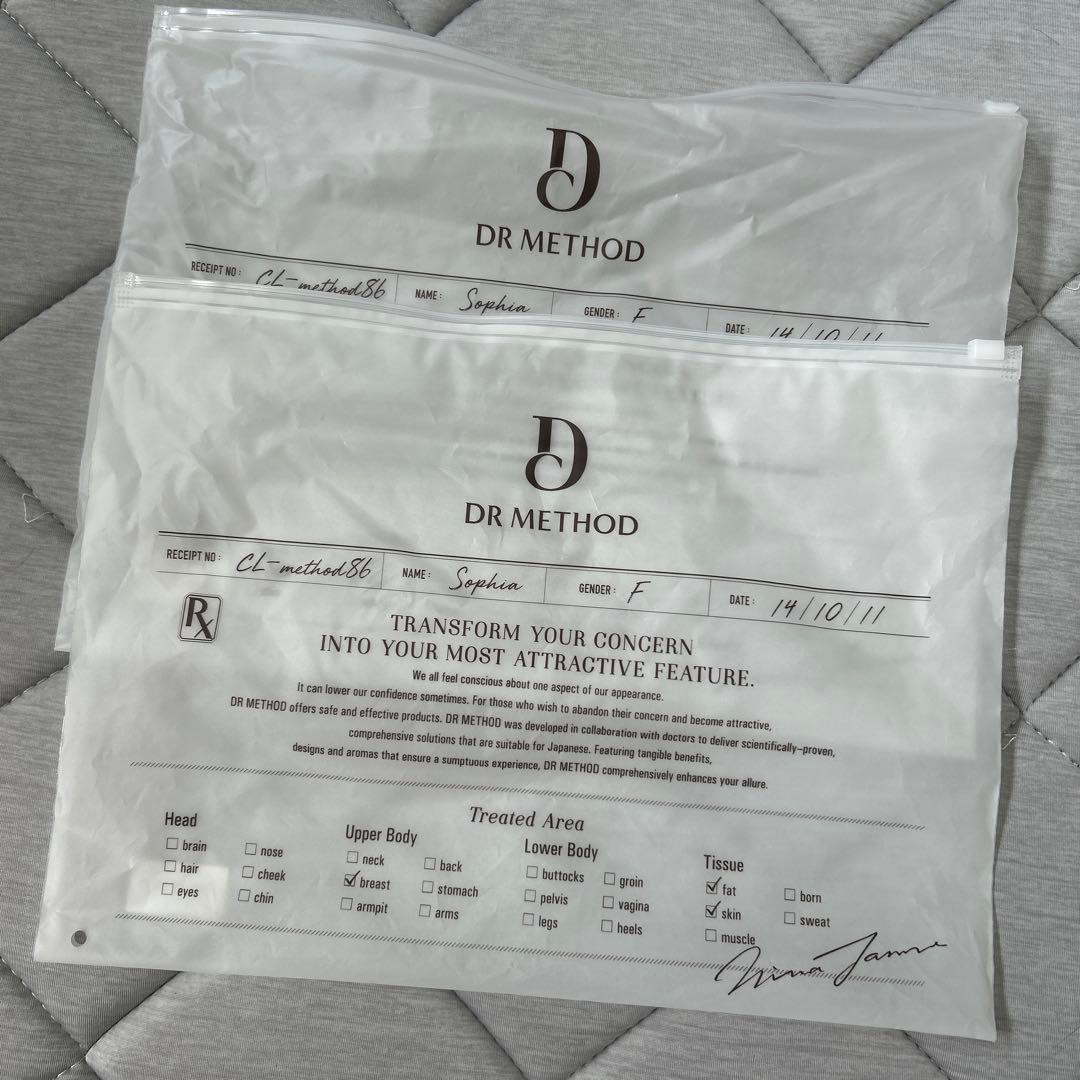 DR METHOD
RECEIPT NO : CL-method86 NAME : Sophia GENDER : F DATE : 14/10/11
DR METHOD
RECEIPT NO : CL-method86 NAME : Sophia GENDER : F DATE : 14/10/11
Rx
TRANSFORM YOUR CONCERN
INTO YOUR MOST ATTRACTIVE FEATURE.
We all feel conscious about one aspect of our appearance.
It can lower our confidence sometimes. For those who wish to abandon their concern and become attractive,
DR METHOD offers safe and effective products. DR METHOD was developed in collaboration with doctors to deliver scientifically-proven,
comprehensive solutions that are suitable for Japanese. Featuring tangible benefits,
designs and aromas that ensure a sumptuous experience, DR METHOD comprehensively enhances your allure.
Treated Area
Head
brain nose
hair cheek
eyes chin
Upper Body
neck back
breast stomach
armpit arms
Lower Body
buttocks groin
pelvis vagina
legs heels
Tissue
fat born
skin sweat
muscle